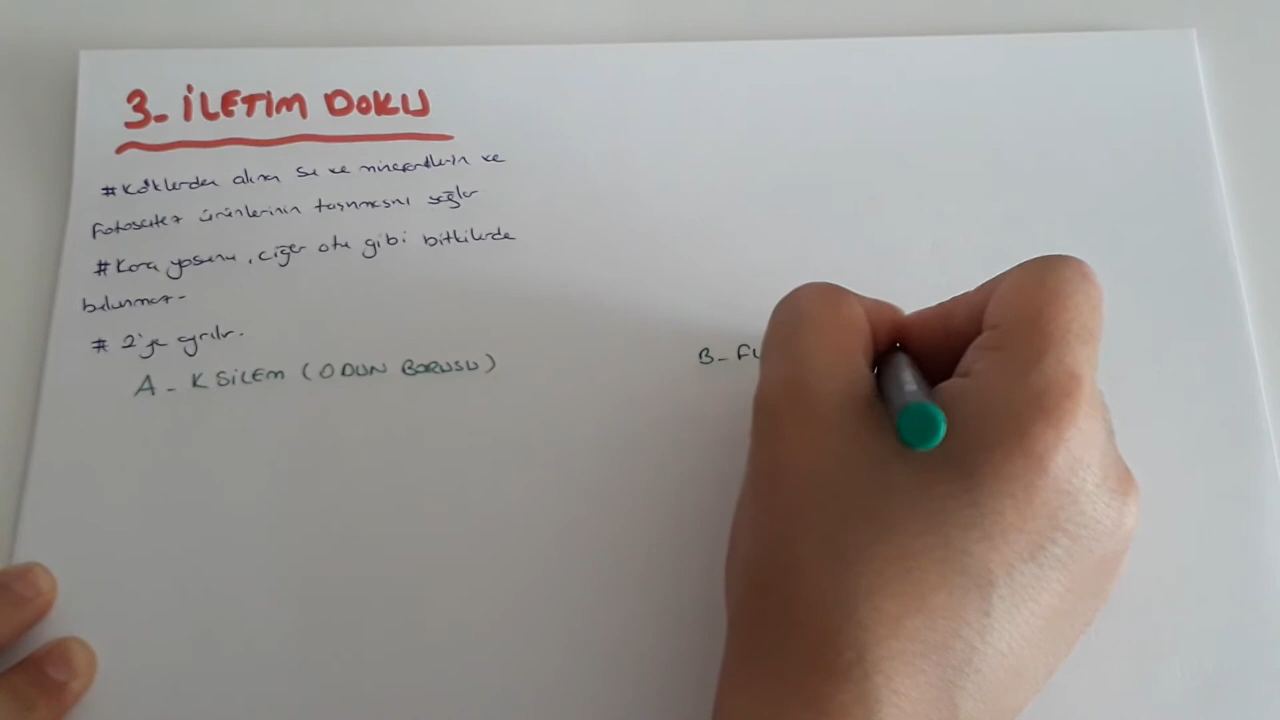 3- İLETİM DOKU
# Köklerden alınan su ve minerallerin ve
fotosentez ürünlerinin taşınmasını sağlar
# Kara yosunu, ciğer otu gibi bitkilerde
bulunmaz-
# 2'ye ayrılır.
A - KSİLEM (ODUN BORUSU)
B-